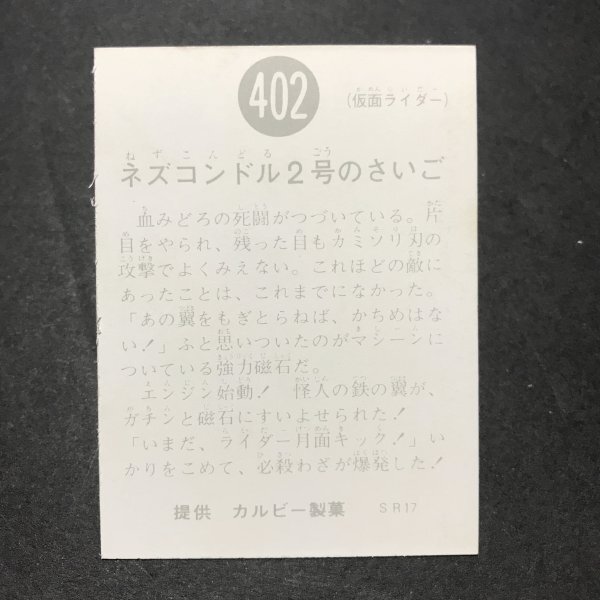 402
(仮面ライダー)
ネズコンドル2号のさいご
血みどろの死闘がつづいている。片
目をやられ、残った目もカミソリ刃の
攻撃でよくみえない。これほどの敵に
あったことは、これまでになかった。
「あの翼をもぎとらねば、かちめはな
い!」ふと思いついたのがマシーンに
ついている強力磁石だ。
エンジン始動! 怪人の鉄の翼が、
ガチンと磁石にすいよせられた!
「いまだ、ライダー月面キック!」い
かりをこめて、必殺わざが爆発した!
提供 カルビー製菓 SR17